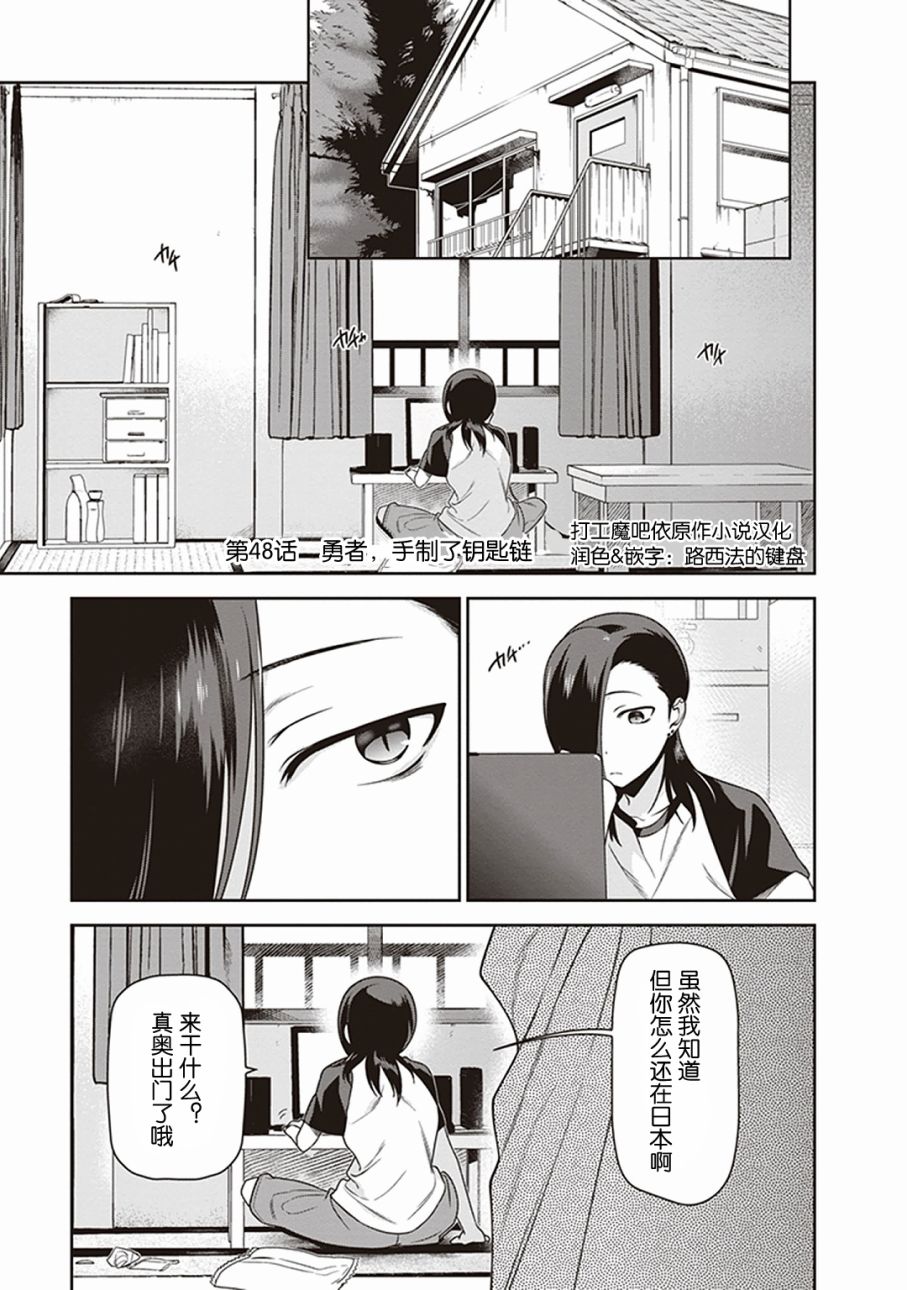 カチ
カチャ
カチ
第48话 勇者，手制了钥匙链
打工魔吧依原作小说汉化
润色&嵌字：路西法的键盘
カチ…
虽然我知道
但你怎么还在日本啊
来干什么？
真奥出门了哦